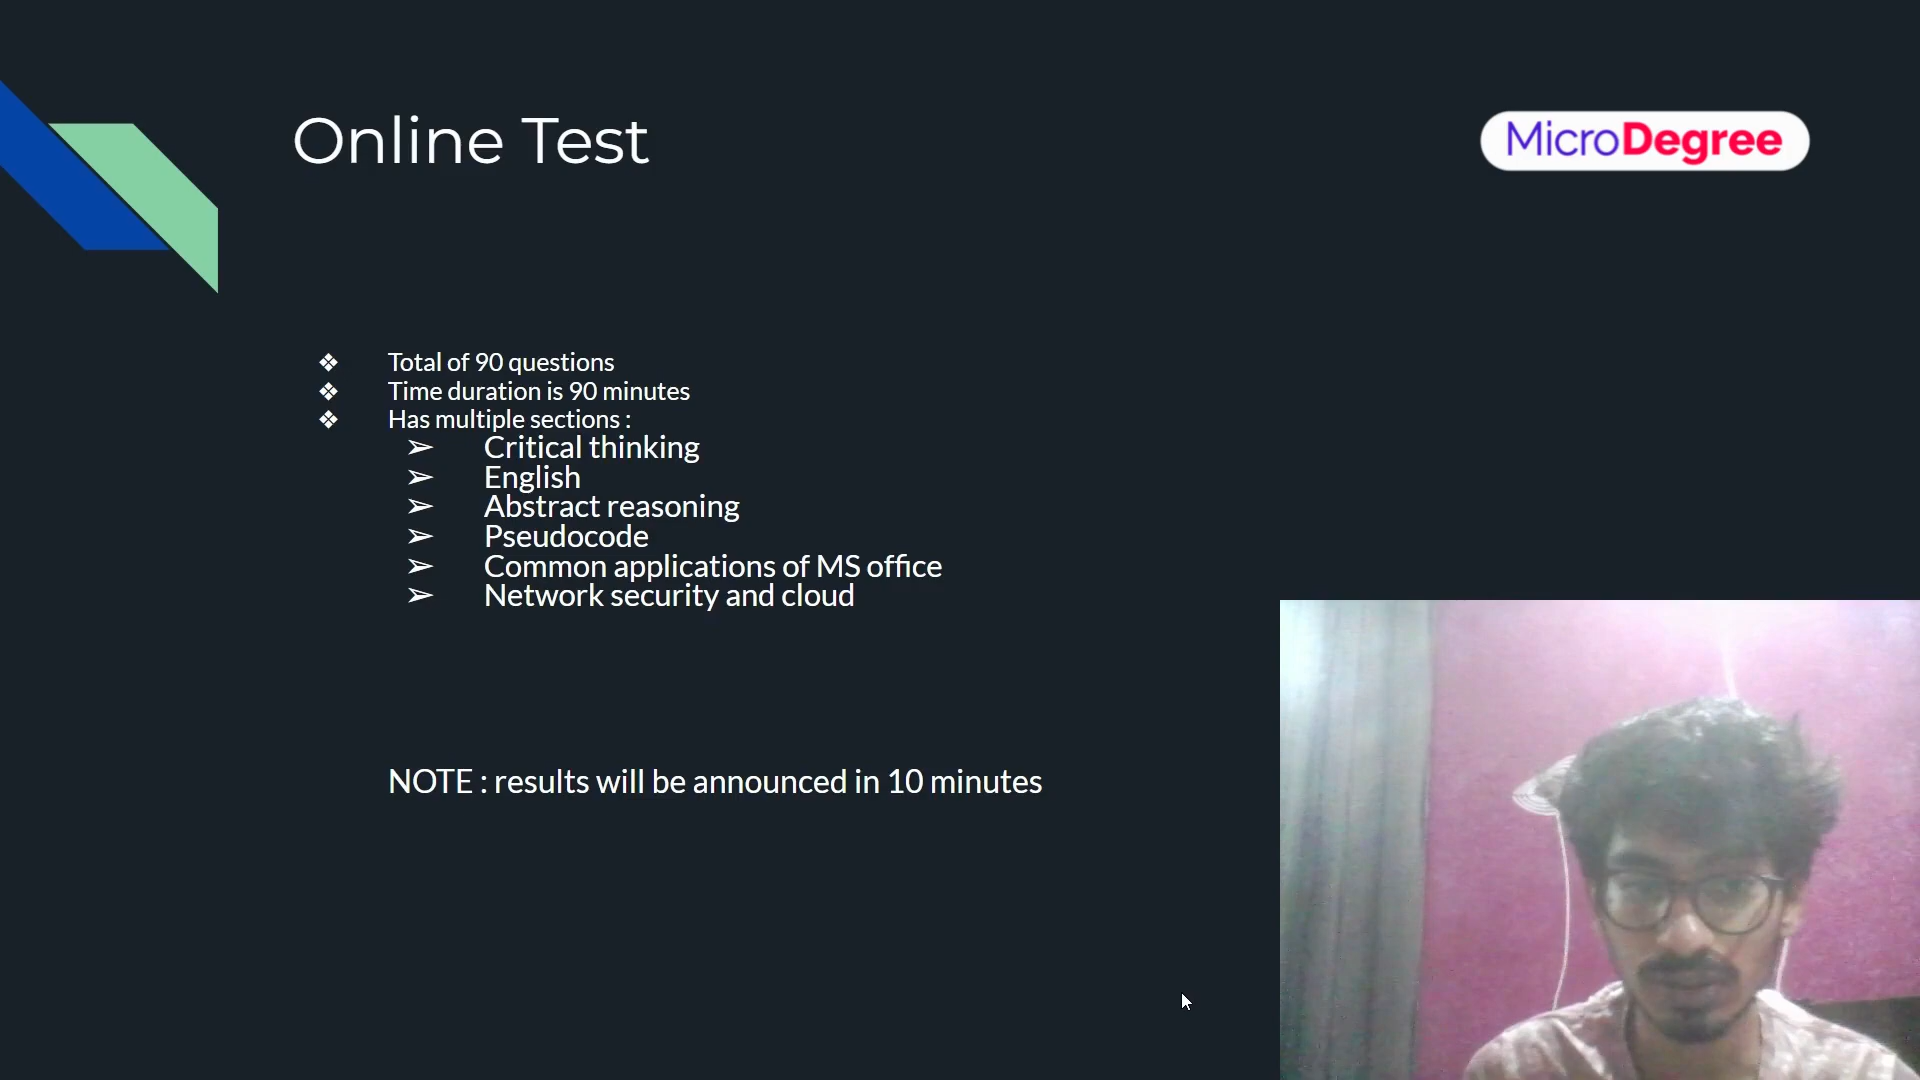 Online Test
MicroDegree
❖ Total of 90 questions
❖ Time duration is 90 minutes
❖ Has multiple sections :
➢ Critical thinking
➢ English
➢ Abstract reasoning
➢ Pseudocode
➢ Common applications of MS office
➢ Network security and cloud
NOTE : results will be announced in 10 minutes